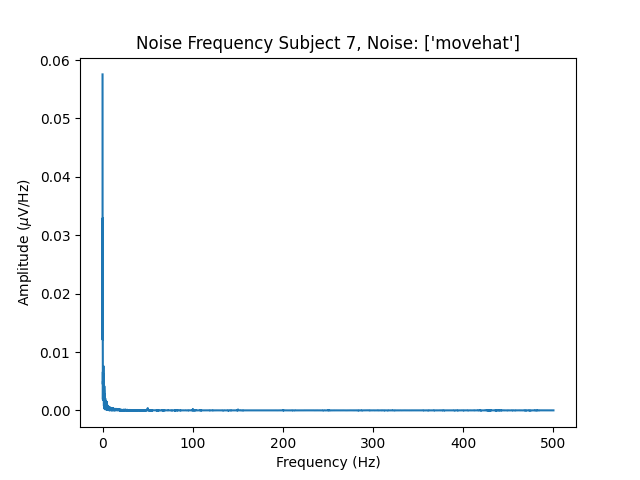 Noise Frequency Subject 7, Noise: ['movehat']
0.06
0.05
0.04
0.03
0.02
0.01
0.00
Amplitude (μV/Hz)
0 100 200 300 400 500
Frequency (Hz)